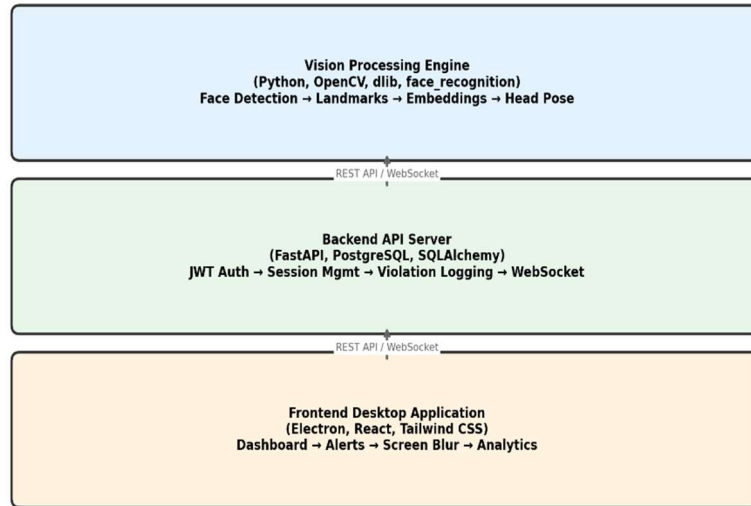 Vision Processing Engine
(Python, OpenCV, dlib, face_recognition)
Face Detection → Landmarks → Embeddings → Head Pose
REST API / WebSocket
Backend API Server
(FastAPI, PostgreSQL, SQLAlchemy)
JWT Auth → Session Mgmt → Violation Logging → WebSocket
REST API / WebSocket
Frontend Desktop Application
(Electron, React, Tailwind CSS)
Dashboard → Alerts → Screen Blur → Analytics